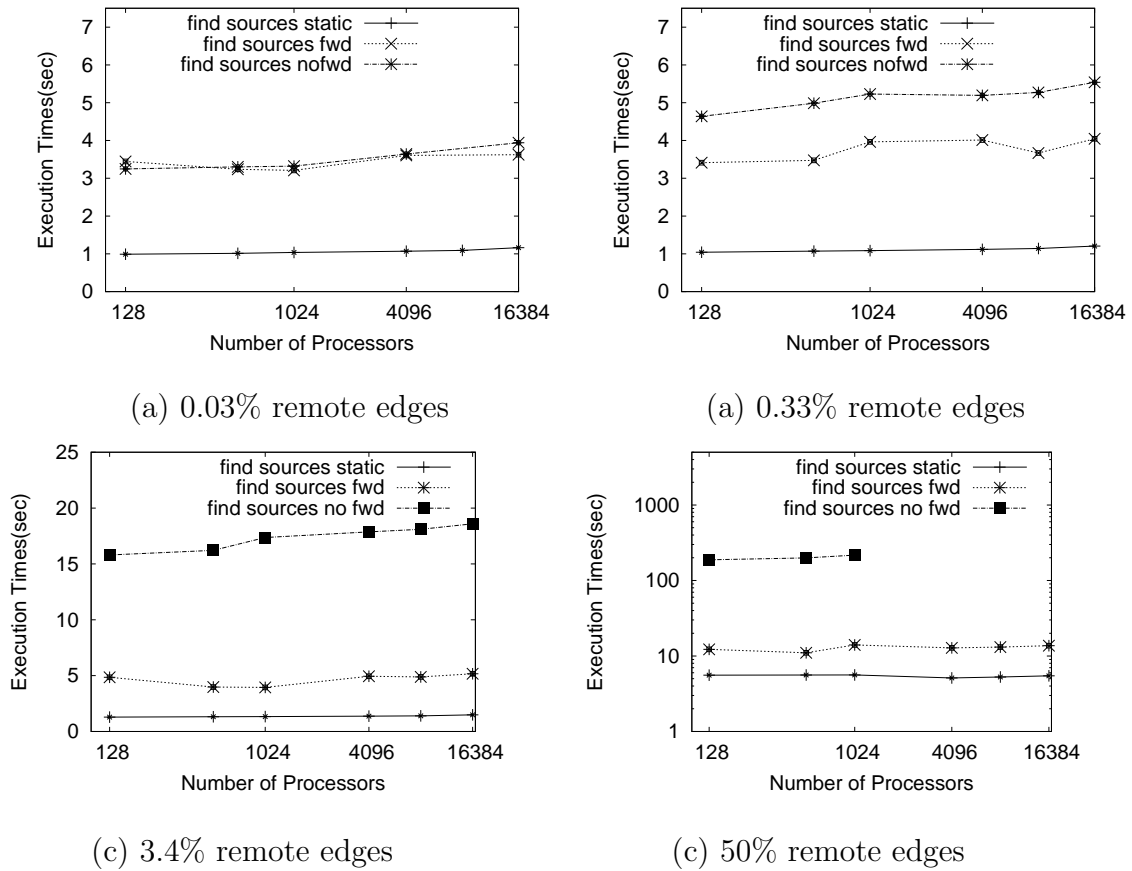 7
6
5
4
3
2
1
0
Execution Times(sec)
find sources static
find sources fwd
find sources nofwd
128
1024
4096
16384
Number of Processors
(a) 0.03% remote edges
7
6
5
4
3
2
1
0
Execution Times(sec)
find sources static
find sources fwd
find sources nofwd
128
1024
4096
16384
Number of Processors
(a) 0.33% remote edges
25
20
15
10
5
0
Execution Times(sec)
find sources static
find sources fwd
find sources no fwd
128
1024
4096
16384
Number of Processors
(c) 3.4% remote edges
1000
100
10
1
Execution Times(sec)
find sources static
find sources fwd
find sources no fwd
128
1024
4096
16384
Number of Processors
(c) 50% remote edges